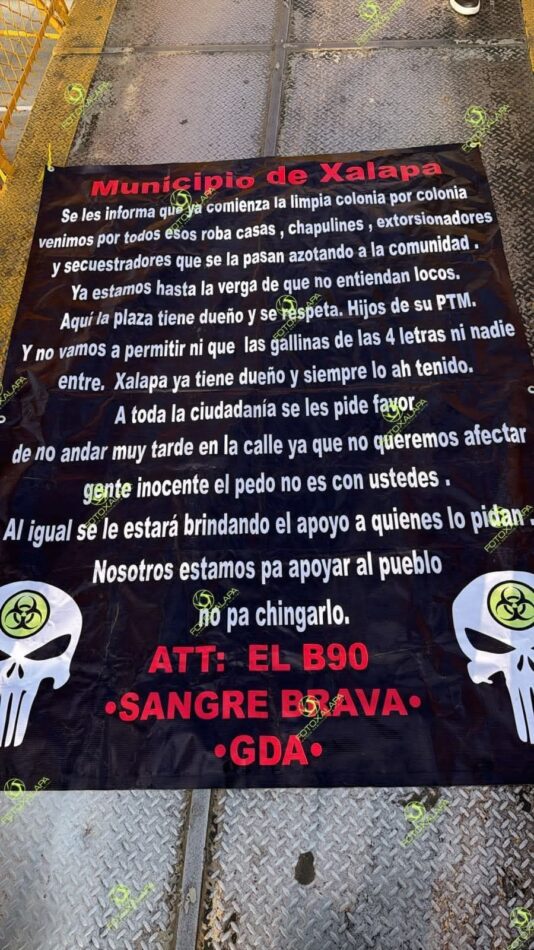 Municipio de Xalapa
Se les informa que ya comienza la limpia colonia por colonia
venimos por todos esos roba casas , chapulines , extorsionadores
y secuestradores que se la pasan azotando a la comunidad .
Ya estamos hasta la verga de que no entiendan locos.
Aquí la plaza tiene dueño y se respeta. Hijos de su PTM.
Y no vamos a permitir ni que las gallinas de las 4 letras ni nadie
entre. Xalapa ya tiene dueño y siempre lo ah tenido.
A toda la ciudadanía se les pide favor
de no andar muy tarde en la calle ya que no queremos afectar
gente inocente el pedo no es con ustedes .
Al igual se le estará brindando el apoyo a quienes lo pidan .
Nosotros estamos pa apoyar al pueblo
no pa chingarlo.
ATT: EL B90
•SANGRE BRAVA•
•GDA•
FOTOXALAPA